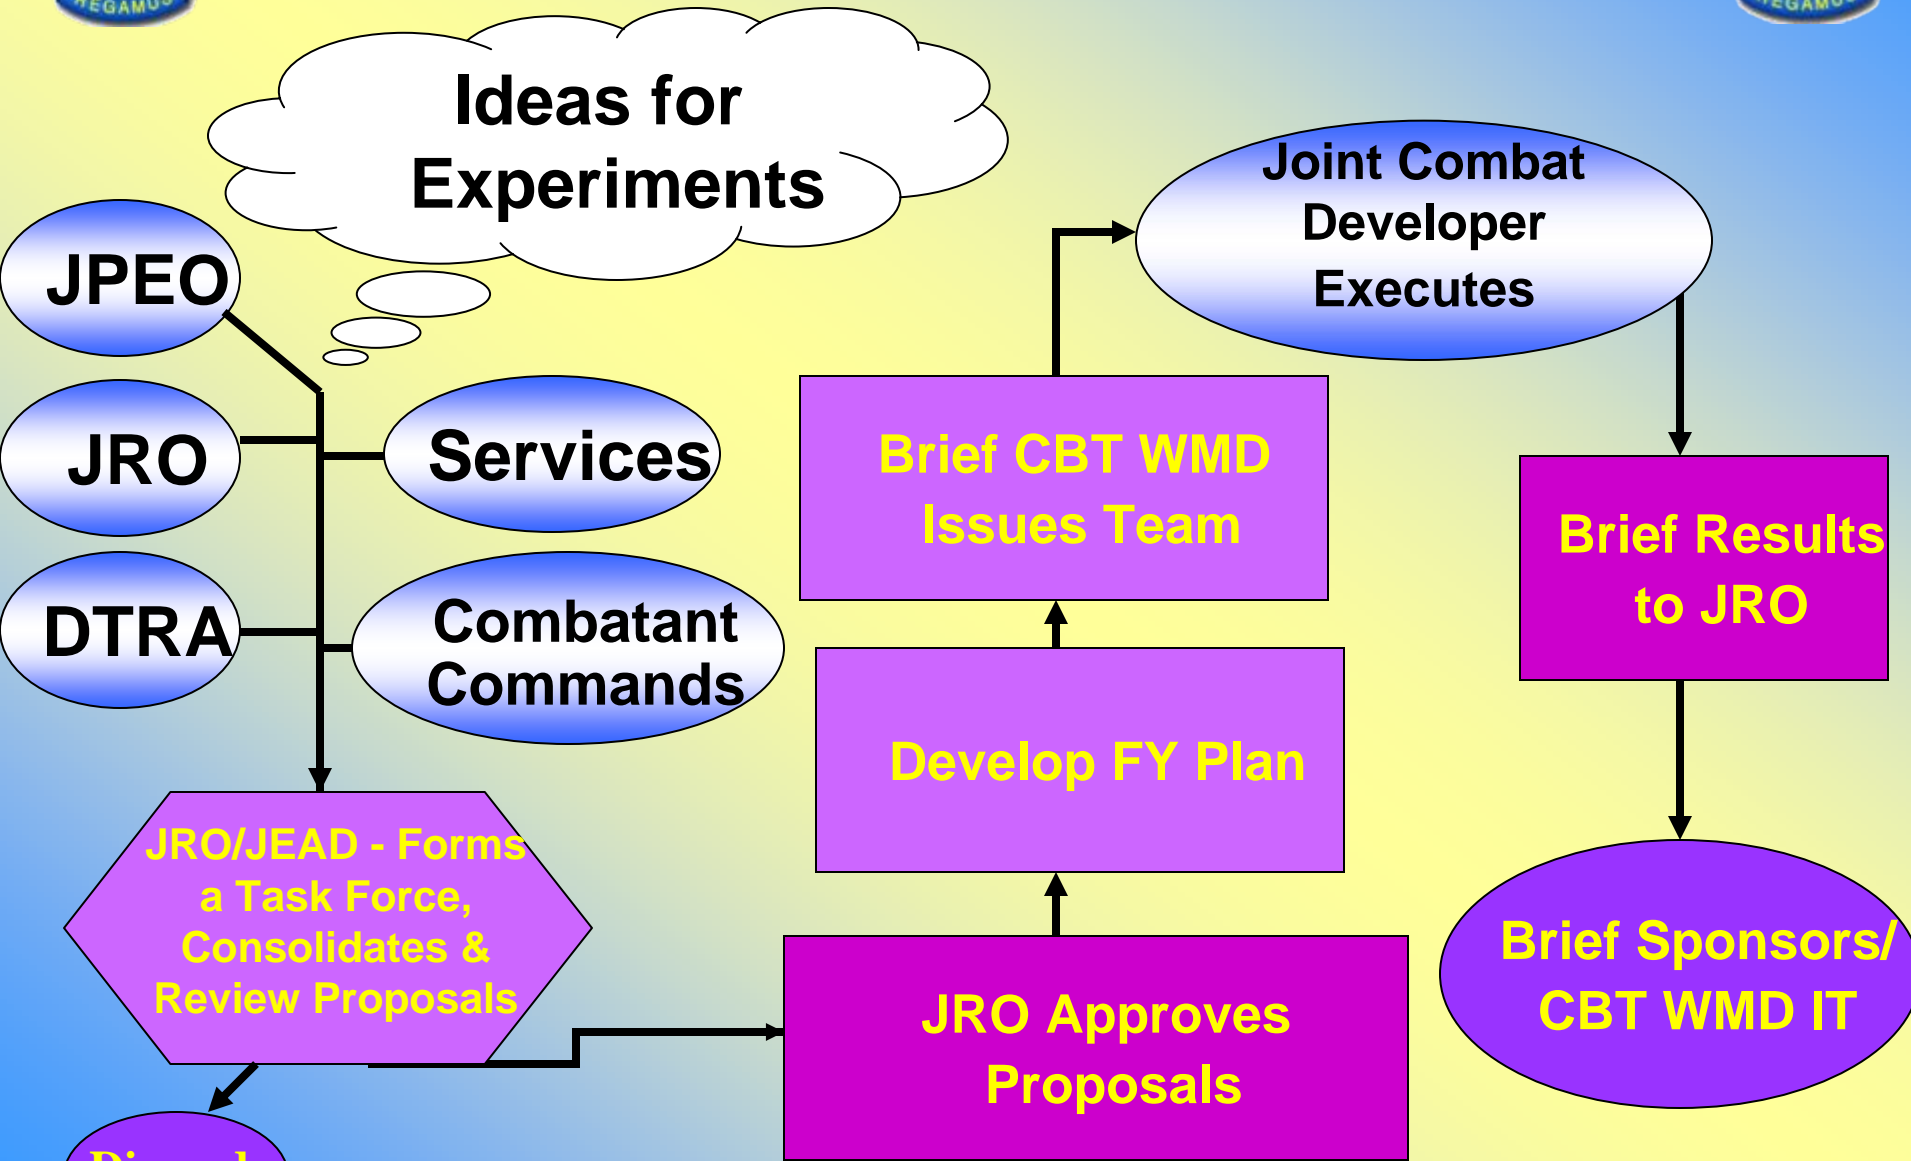 Ideas for
Experiments
JPEO
JRO
DTRA
Services
Combatant
Commands
JRO/JEAD - Forms
a Task Force,
Consolidates &
Review Proposals
JRO Approves
Proposals
Develop FY Plan
Brief CBT WMD
Issues Team
Joint Combat
Developer
Executes
Brief Results
to JRO
Brief Sponsors/
CBT WMD IT